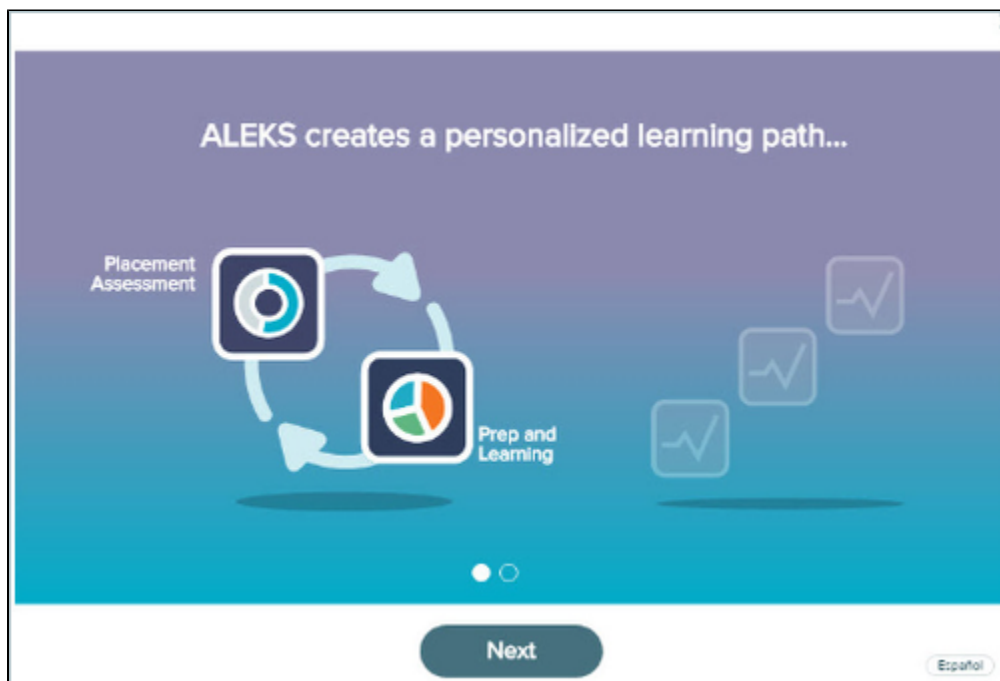 ALEKS creates a personalized learning path...
Placement
Assessment
Prep and
Learning
Next
Español